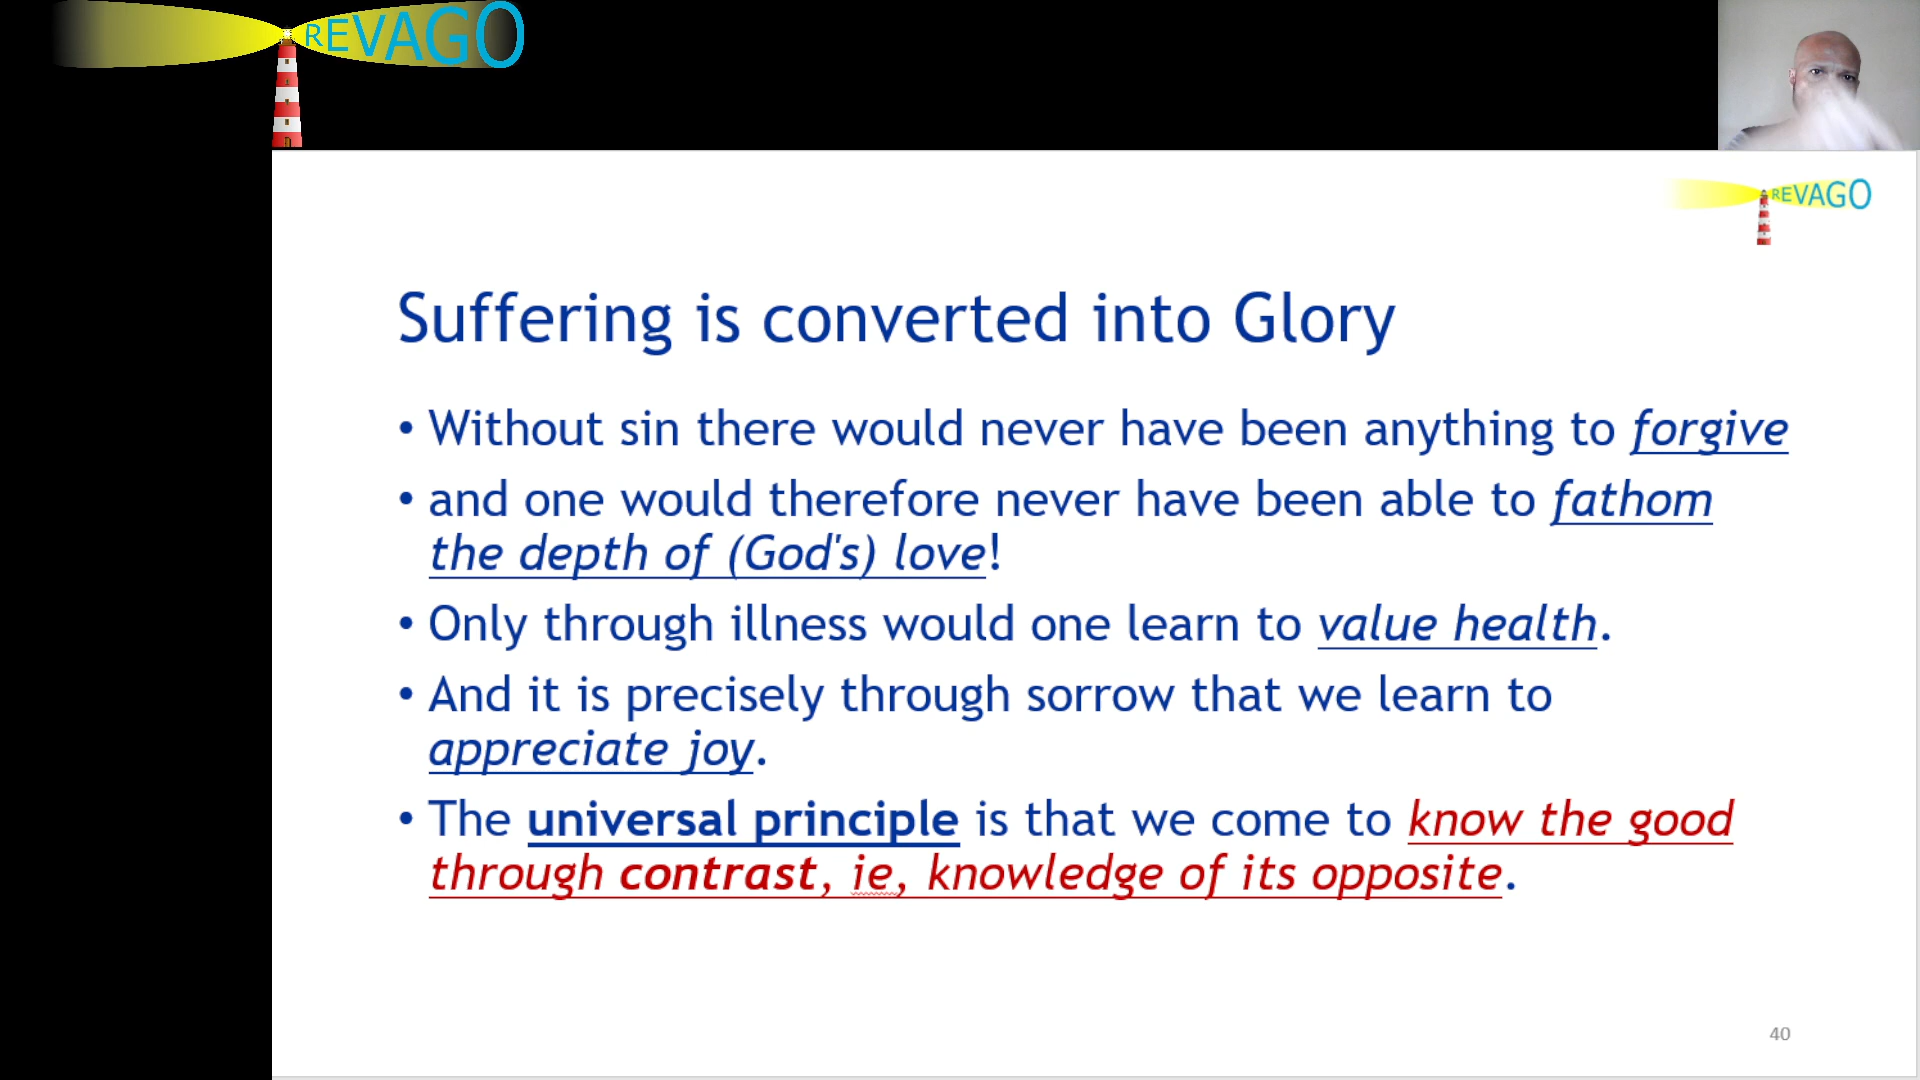 REVAGO
REVAGO
Suffering is converted into Glory
• Without sin there would never have been anything to forgive
• and one would therefore never have been able to fathom
the depth of (God's) love!
• Only through illness would one learn to value health.
• And it is precisely through sorrow that we learn to
appreciate joy.
• The universal principle is that we come to know the good
through contrast, ie, knowledge of its opposite.
40